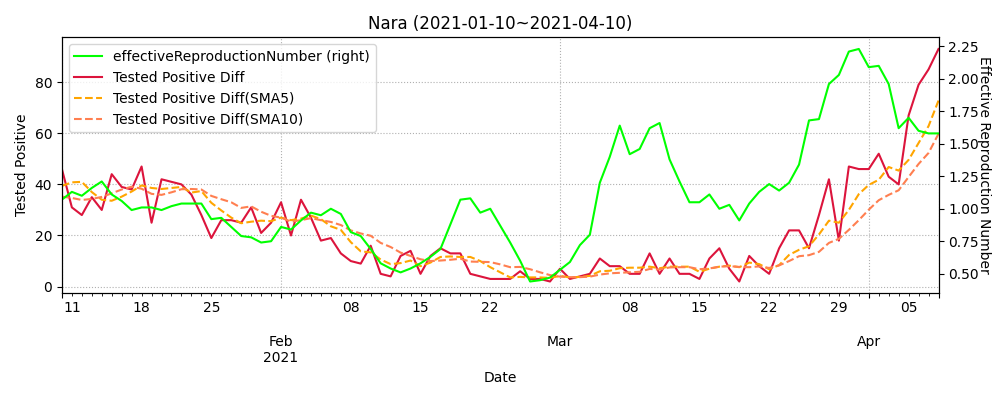 Nara (2021-01-10~2021-04-10)
effectiveReproductionNumber (right)
Tested Positive Diff
Tested Positive Diff(SMA5)
Tested Positive Diff(SMA10)
Tested Positive
80
60
40
20
0
2.25
2.00
1.75
1.50
1.25
1.00
0.75
0.50
Effective Reproduction Number
11 18 25 08 15 22 08 15 22 29 05
Feb Mar Apr
2021
Date